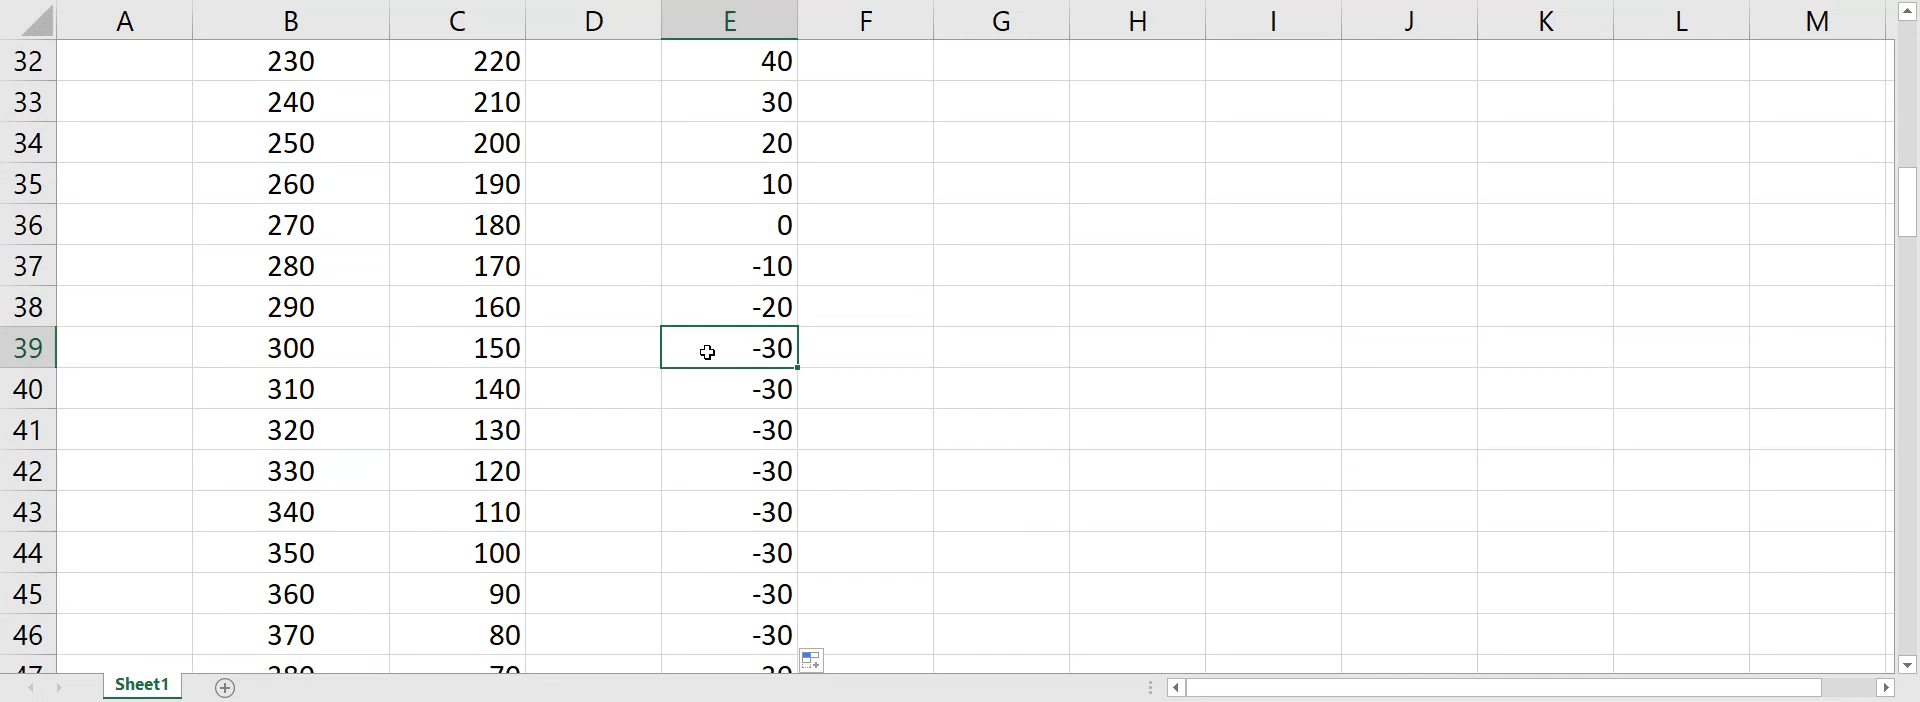 A B C D E F G H I J K L M
32 230 220 40
33 240 210 30
34 250 200 20
35 260 190 10
36 270 180 0
37 280 170 -10
38 290 160 -20
39 300 150 -30
40 310 140 -30
41 320 130 -30
42 330 120 -30
43 340 110 -30
44 350 100 -30
45 360 90 -30
46 370 80 -30
47 380 70 -30
Sheet1